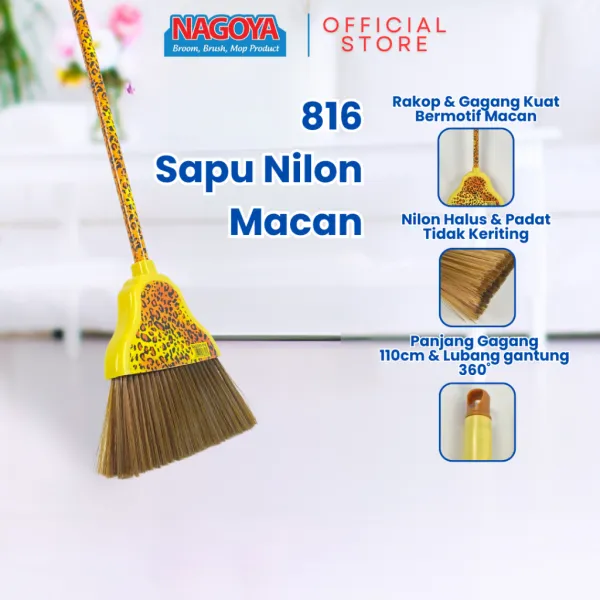 NAGOYA
Broom, Brush, Mop Product
OFFICIAL
STORE
816
Sapu Nilon
Macan
Rakop & Gagang Kuat
Bermotif Macan
Nilon Halus & Padat
Tidak Keriting
Panjang Gagang
110cm & Lubang gantung
360°